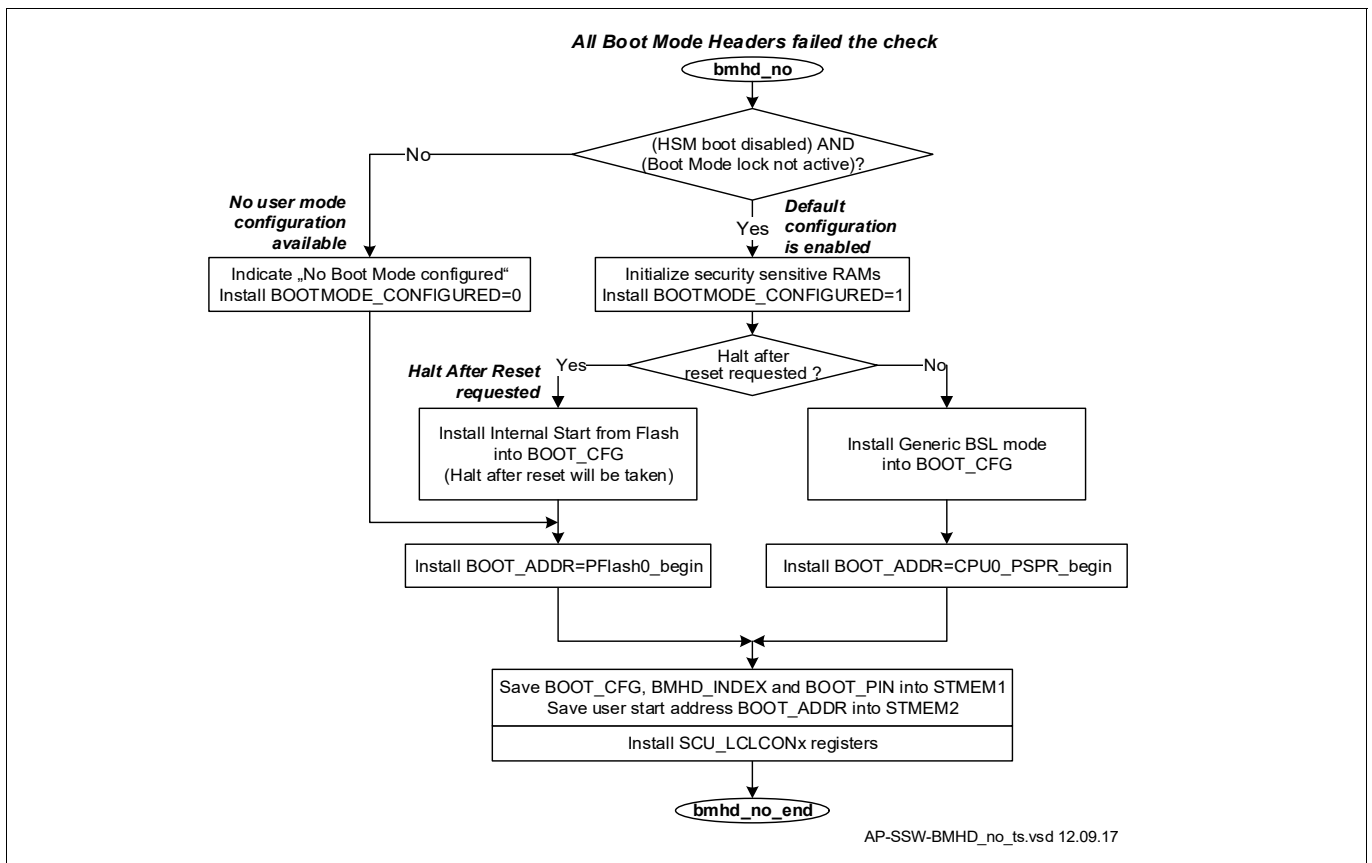 All Boot Mode Headers failed the check
bmhd_no
(HSM boot disabled) AND
(Boot Mode lock not active)?
No
No user mode
configuration
available
Yes
Default
configuration
is enabled
Indicate „No Boot Mode configured“
Install BOOTMODE_CONFIGURED=0
Initialize security sensitive RAMs
Install BOOTMODE_CONFIGURED=1
Halt after
reset requested ?
Halt After Reset
requested
Yes
No
Install Internal Start from Flash
into BOOT_CFG
(Halt after reset will be taken)
Install Generic BSL mode
into BOOT_CFG
Install BOOT_ADDR=PFlash0_begin
Install BOOT_ADDR=CPU0_PSPR_begin
Save BOOT_CFG, BMHD_INDEX and BOOT_PIN into STMEM1
Save user start address BOOT_ADDR into STMEM2
Install SCU_LCLCONx registers
bmhd_no_end
AP-SSW-BMHD_no_ts.vsd 12.09.17